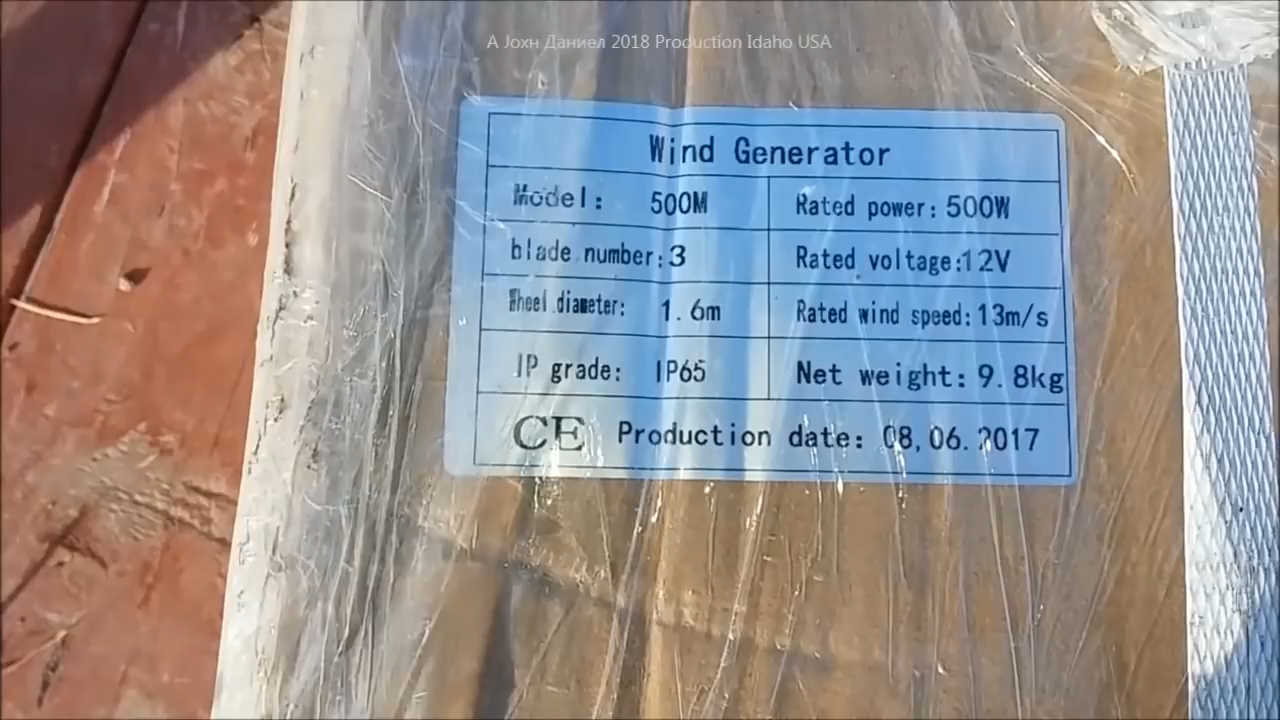 А Јохн Даниел 2018 Production Idaho USA
Wind Generator
Model: 500M Rated power: 500W
blade number: 3 Rated voltage: 12V
Wheel diameter: 1.6m Rated wind speed: 13m/s
IP grade: IP65 Net weight: 9.8kg
CE Production date: 08,06.2017